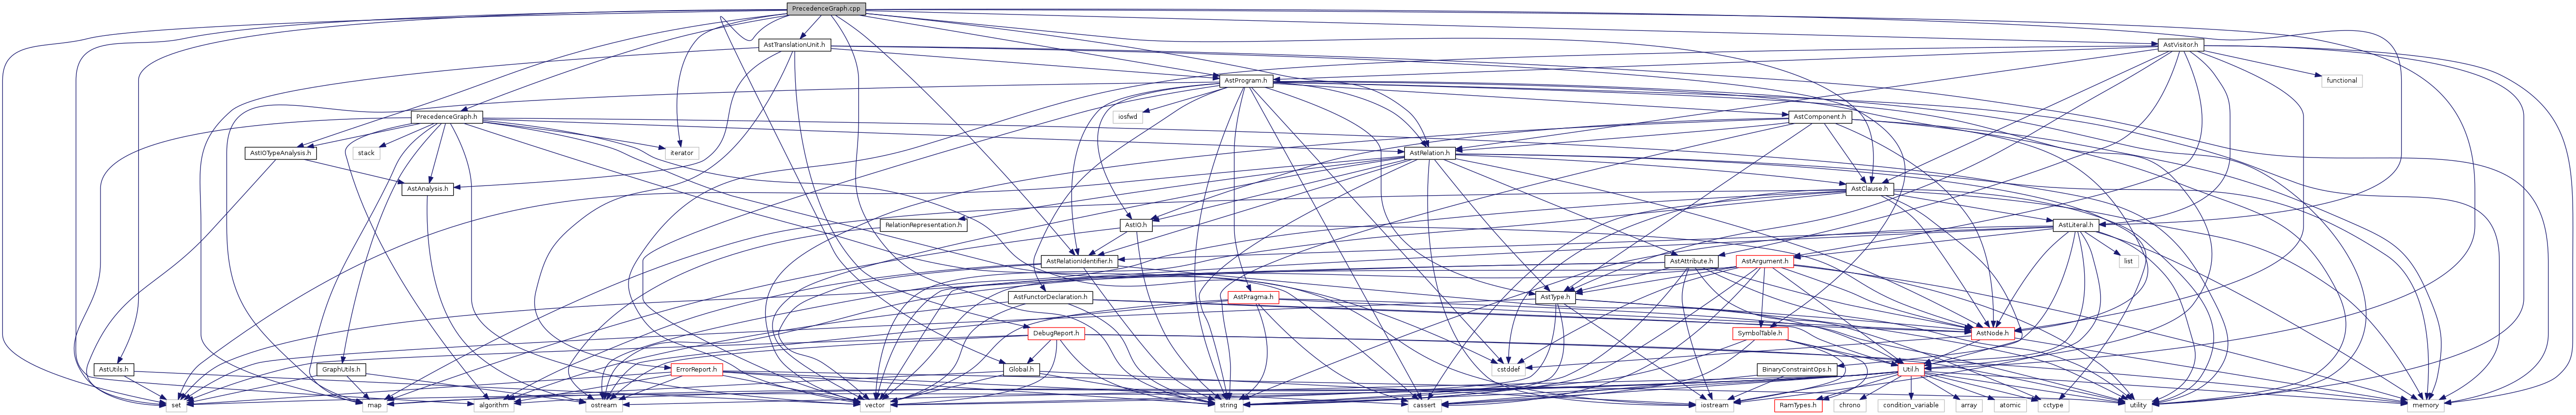 PrecedenceGraph.cpp
AstTranslationUnit.h
AstVisitor.h
AstProgram.h
functional
PrecedenceGraph.h
iosfwd
AstComponent.h
AstIOTypeAnalysis.h
stack
iterator
AstRelation.h
AstAnalysis.h
AstClause.h
RelationRepresentation.h
AstIO.h
AstLiteral.h
AstRelationIdentifier.h
AstAttribute.h
AstArgument.h
list
AstFunctorDeclaration.h
AstPragma.h
AstType.h
DebugReport.h
SymbolTable.h
AstNode.h
AstUtils.h
GraphUtils.h
ErrorReport.h
Global.h
cstddef
BinaryConstraintOps.h
Util.h
set
map
algorithm
ostream
vector
string
cassert
iostream
RamTypes.h
chrono
condition_variable
array
atomic
cctype
utility
memory